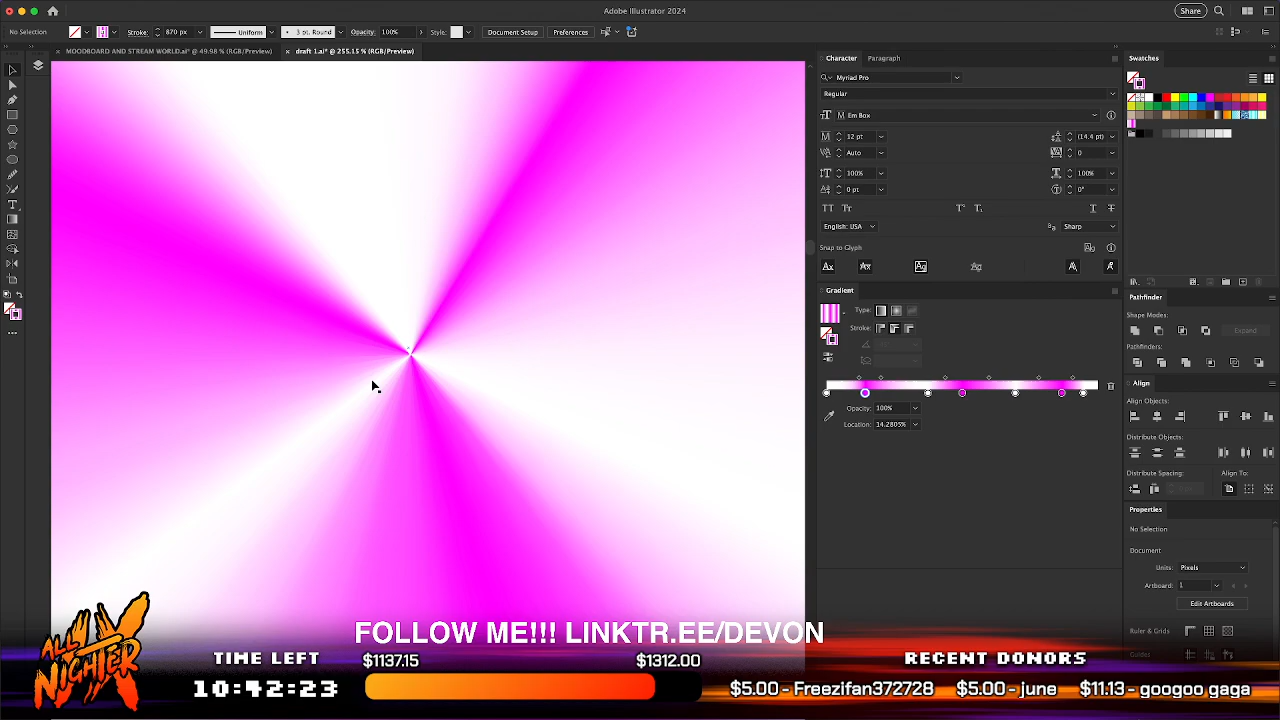 Adobe Illustrator 2024
Share
No Selection
Stroke:
870 px
Uniform
3 pt. Round
Opacity:
100%
Style:
Document Setup
Preferences
MOODBOARD AND STREAM WORLD.ai* @ 49.98 % (RGB/Preview)
draft 1.ai* @ 255.15 % (RGB/Preview)
Character
Paragraph
Myriad Pro
Regular
Em Box
12 pt
(14.4 pt)
Auto
0
100%
100%
0 pt
0°
English: USA
Sharp
Snap to Glyph
Gradient
Type:
Stroke:
Opacity:
100%
Location:
14.2805%
Swatches
Pathfinder
Shape Modes:
Expand
Pathfinders:
Align
Align Objects:
Distribute Objects:
Distribute Spacing:
Align To:
Properties
No Selection
Document
Units:
Pixels
Artboard:
1
Edit Artboards
Ruler & Grids
Guides
FOLLOW ME!!! LINKTR.EE/DEVON
ALL
NIGHTER
TIME LEFT
10:42:23
$1137.15
$1312.00
RECENT DONORS
$5.00 - Freezifan372728
$5.00 - june
$11.13 - googoo gaga